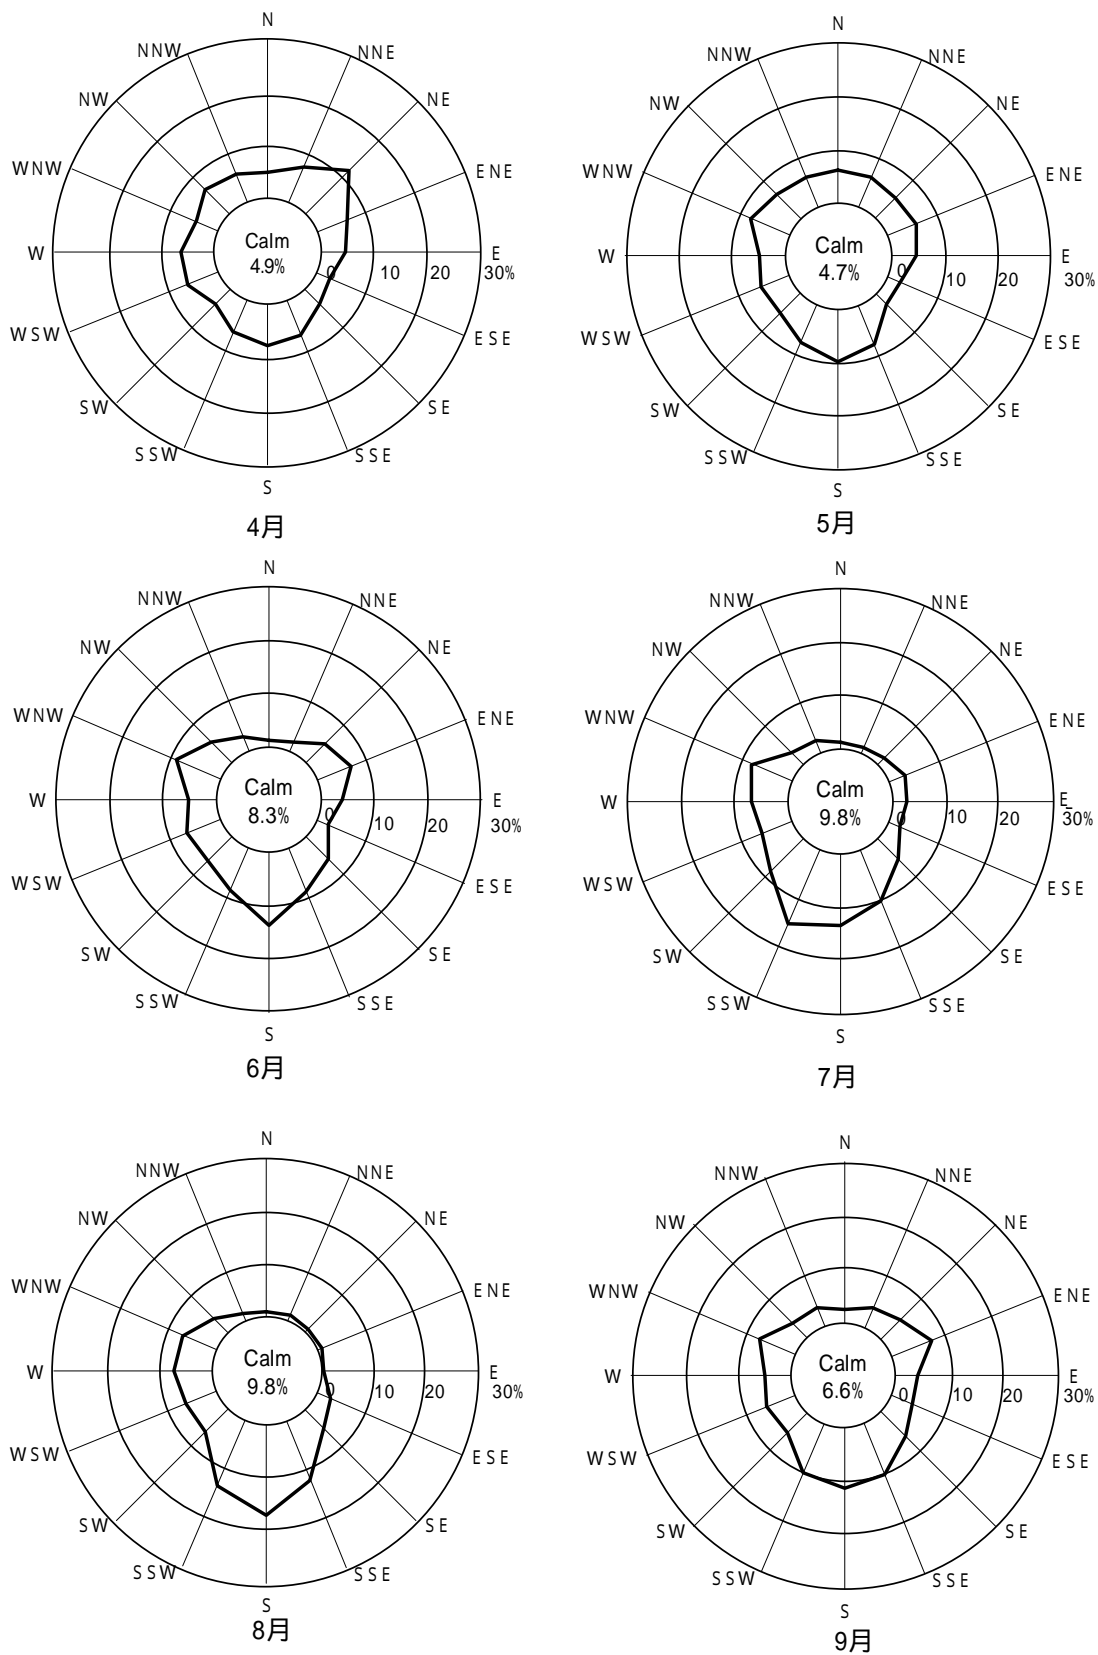 N
NNW NNE
NW NE
WNW ENE
Calm
4.9%
W E
0 10 20 30%
WSW ESE
SW SE
SSW SSE
S
4月
N
NNW NNE
NW NE
WNW ENE
Calm
4.7%
W E
0 10 20 30%
WSW ESE
SW SE
SSW SSE
S
5月
N
NNW NNE
NW NE
WNW ENE
Calm
8.3%
W E
0 10 20 30%
WSW ESE
SW SE
SSW SSE
S
6月
N
NNW NNE
NW NE
WNW ENE
Calm
9.8%
W E
0 10 20 30%
WSW ESE
SW SE
SSW SSE
S
7月
N
NNW NNE
NW NE
WNW ENE
Calm
9.8%
W E
0 10 20 30%
WSW ESE
SW SE
SSW SSE
S
8月
N
NNW NNE
NW NE
WNW ENE
Calm
6.6%
W E
0 10 20 30%
WSW ESE
SW SE
SSW SSE
S
9月